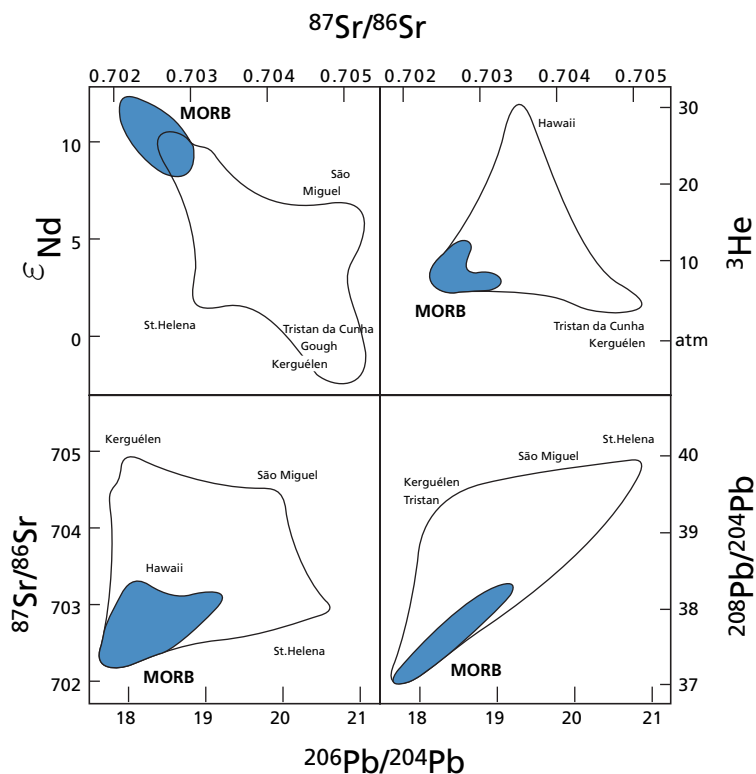 87Sr/86Sr
0.702 0.703 0.704 0.705 0.702 0.703 0.704 0.705
MORB
10
5
0
εNd
São
Miguel
St.Helena
Tristan da Cunha
Gough
Kerguélen
Hawaii
MORB
Tristan da Cunha
Kerguélen
30
20
10
atm
3He
Kerguélen
São Miguel
Hawaii
St.Helena
MORB
705
704
703
702
87Sr/86Sr
St.Helena
São Miguel
Kerguélen
Tristan
MORB
40
39
38
37
208Pb/204Pb
18 19 20 21 18 19 20 21
206Pb/204Pb